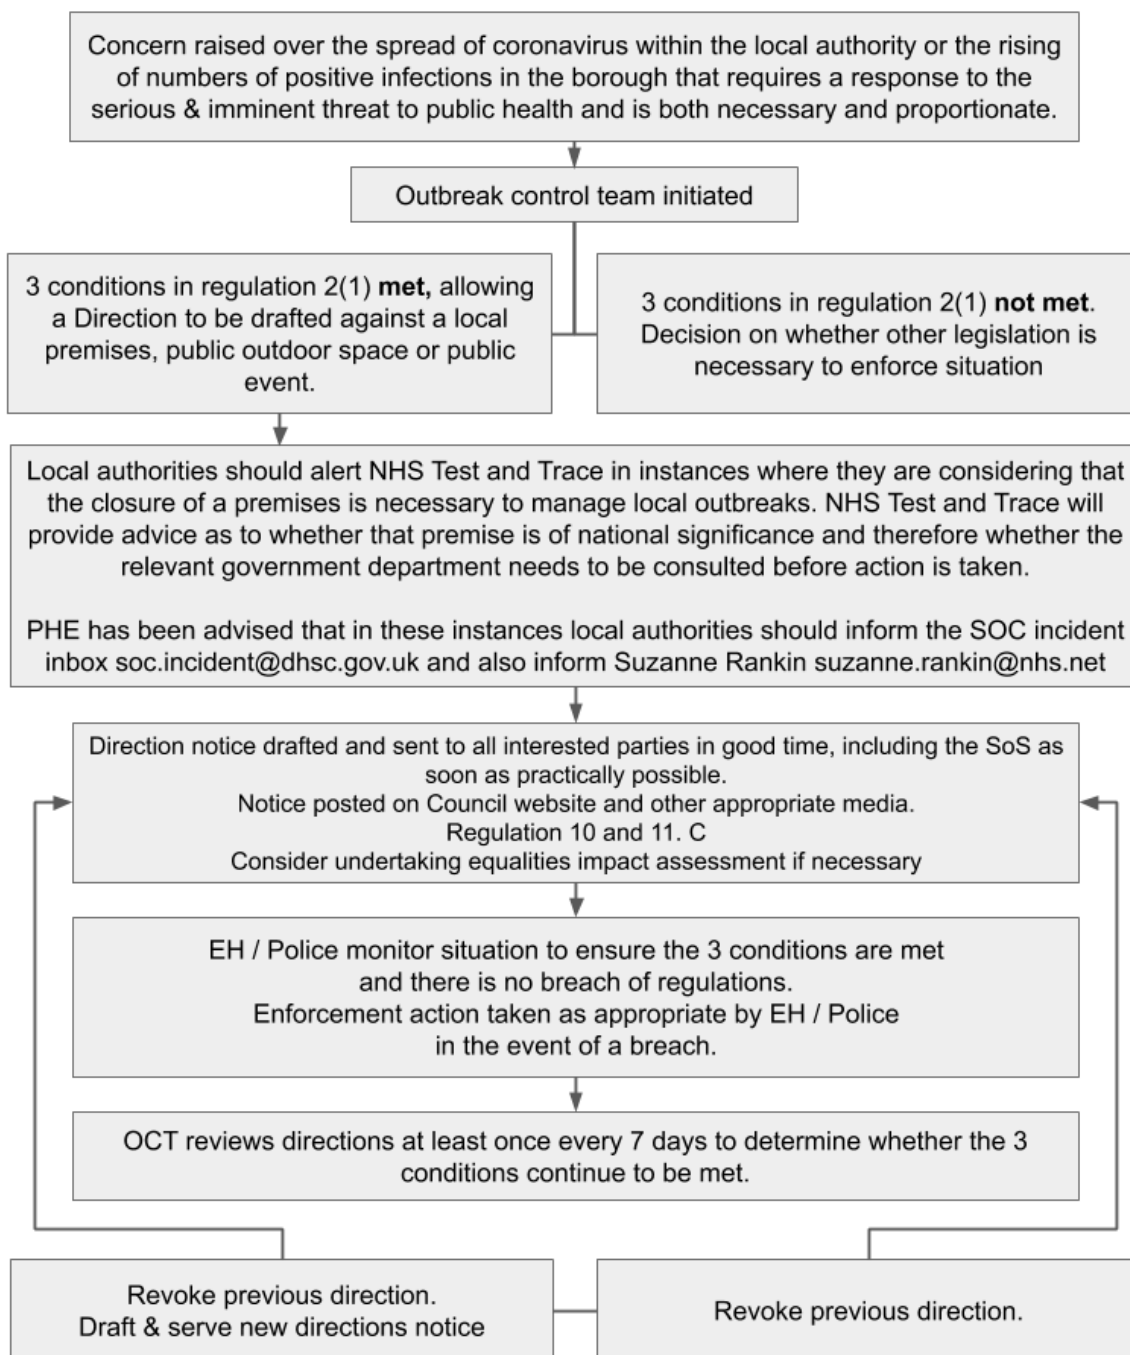 Concern raised over the spread of coronavirus within the local authority or the rising
of numbers of positive infections in the borough that requires a response to the
serious & imminent threat to public health and is both necessary and proportionate.
Outbreak control team initiated
3 conditions in regulation 2(1) met, allowing
a Direction to be drafted against a local
premises, public outdoor space or public
event.
3 conditions in regulation 2(1) not met.
Decision on whether other legislation is
necessary to enforce situation
Local authorities should alert NHS Test and Trace in instances where they are considering that
the closure of a premises is necessary to manage local outbreaks. NHS Test and Trace will
provide advice as to whether that premise is of national significance and therefore whether the
relevant government department needs to be consulted before action is taken.
PHE has been advised that in these instances local authorities should inform the SOC incident
inbox soc.incident@dhsc.gov.uk and also inform Suzanne Rankin suzanne.rankin@nhs.net
Direction notice drafted and sent to all interested parties in good time, including the SoS as
soon as practically possible.
Notice posted on Council website and other appropriate media.
Regulation 10 and 11. C
Consider undertaking equalities impact assessment if necessary
EH / Police monitor situation to ensure the 3 conditions are met
and there is no breach of regulations.
Enforcement action taken as appropriate by EH / Police
in the event of a breach.
OCT reviews directions at least once every 7 days to determine whether the 3
conditions continue to be met.
Revoke previous direction.
Draft & serve new directions notice
Revoke previous direction.